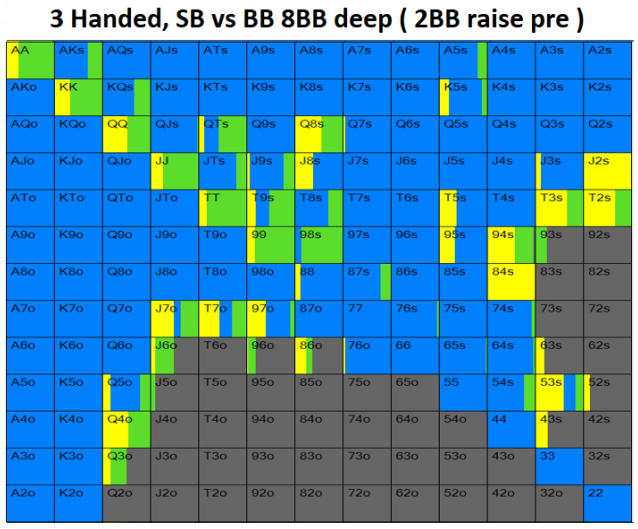 3 Handed, SB vs BB 8BB deep ( 2BB raise pre )
AA AKs AQs AJs ATs A9s A8s A7s A6s A5s A4s A3s A2s
AKo KK KQs KJs KTs K9s K8s K7s K6s K5s K4s K3s K2s
AQo KQo QQ QJs QTs Q9s Q8s Q7s Q6s Q5s Q4s Q3s Q2s
AJo KJo QJo JJ JTs J9s J8s J7s J6s J5s J4s J3s J2s
ATo KTo QTo JTo TT T9s T8s T7s T6s T5s T4s T3s T2s
A9o K9o Q9o J9o T9o 99 98s 97s 96s 95s 94s 93s 92s
A8o K8o Q8o J8o T8o 98o 88 87s 86s 85s 84s 83s 82s
A7o K7o Q7o J7o T7o 97o 87o 77 76s 75s 74s 73s 72s
A6o K6o Q6o J6o T6o 96o 86o 76o 66 65s 64s 63s 62s
A5o K5o Q5o J5o T5o 95o 85o 75o 65o 55 54s 53s 52s
A4o K4o Q4o J4o T4o 94o 84o 74o 64o 54o 44 43s 42s
A3o K3o Q3o J3o T3o 93o 83o 73o 63o 53o 43o 33 32s
A2o K2o Q2o J2o T2o 92o 82o 72o 62o 52o 42o 32o 22